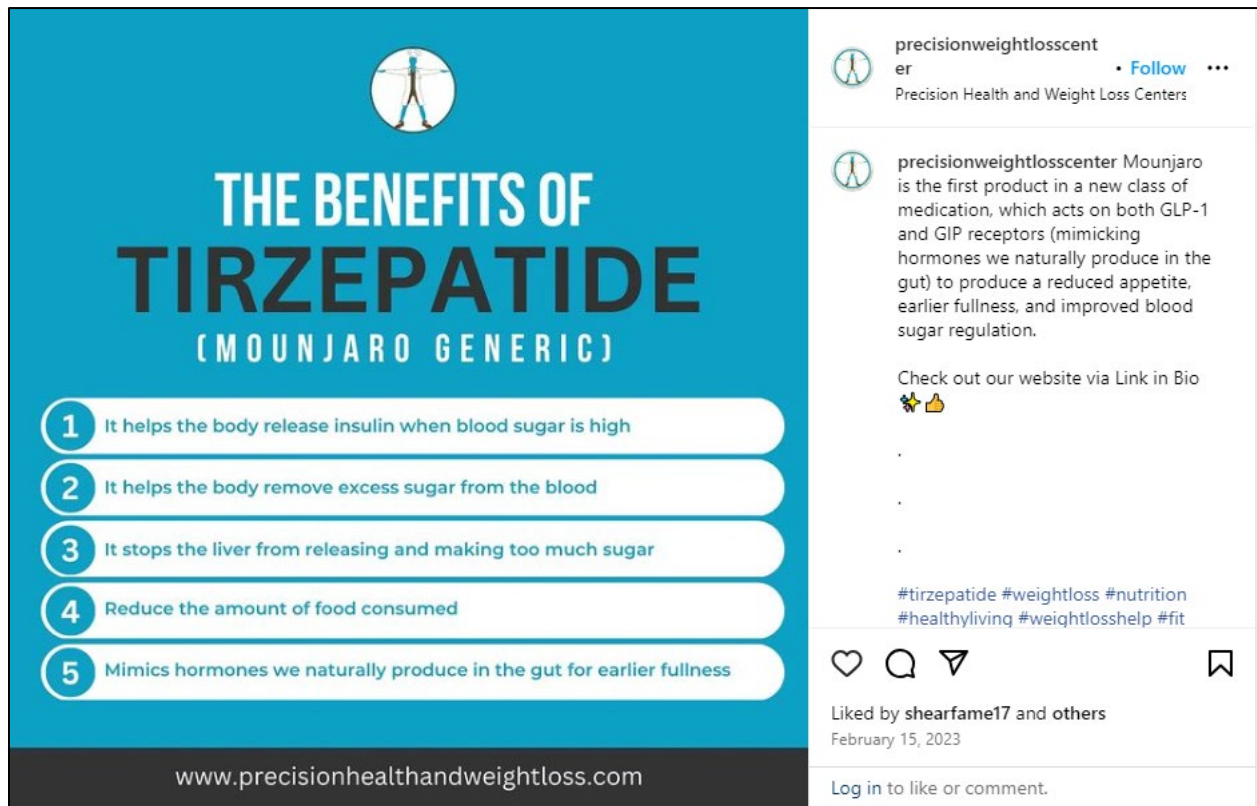 THE BENEFITS OF
TIRZEPATIDE
(MOUNJARO GENERIC)
1 It helps the body release insulin when blood sugar is high
2 It helps the body remove excess sugar from the blood
3 It stops the liver from releasing and making too much sugar
4 Reduce the amount of food consumed
5 Mimics hormones we naturally produce in the gut for earlier fullness
www.precisionhealthandweightloss.com
precisionweightlosscent
er • Follow •••
Precision Health and Weight Loss Centers
precisionweightlosscenter Mounjaro
is the first product in a new class of
medication, which acts on both GLP-1
and GIP receptors (mimicking
hormones we naturally produce in the
gut) to produce a reduced appetite,
earlier fullness, and improved blood
sugar regulation.
Check out our website via Link in Bio
✨👍
.
.
.
#tirzepatide #weightloss #nutrition
#healthyliving #weightlosshelp #fit
Liked by shearfame17 and others
February 15, 2023
Log in to like or comment.